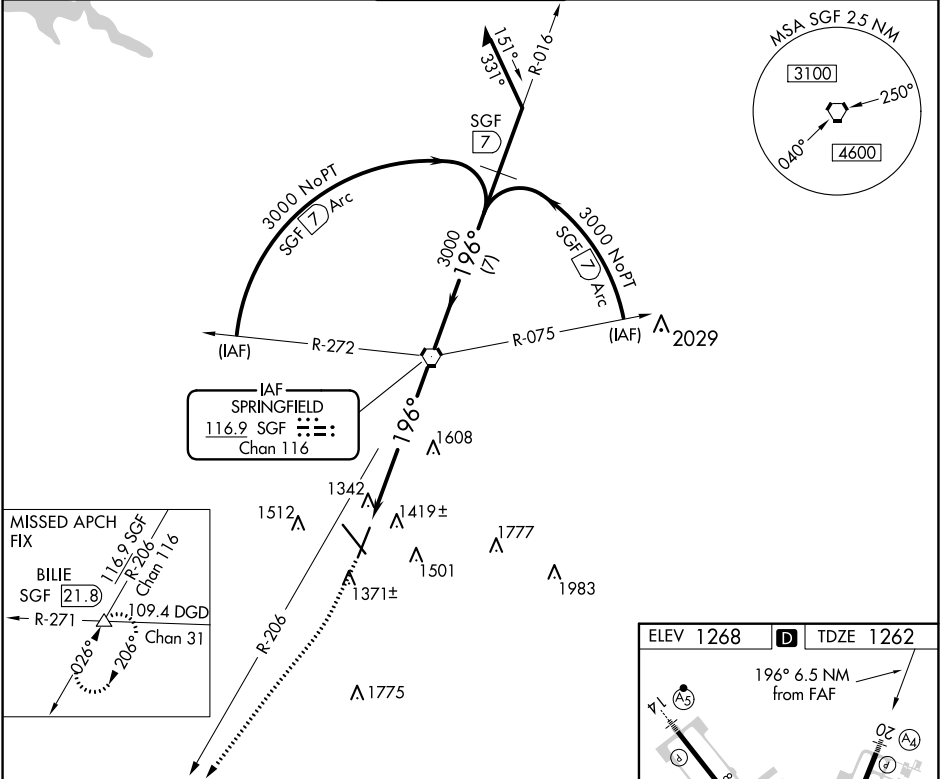 MSA SGF 25 NM
3100
250°
040°
4600
151°
331°
R-016
SGF
7
3000 NoPT
SGF 7 Arc
3000 NoPT
SGF 7 Arc
3000
196°
(7)
(IAF)
R-272
R-075
(IAF)
2029
IAF
SPRINGFIELD
116.9 SGF
Chan 116
196°
1608
1342
1512
1419±
1777
1501
1371±
1983
R-206
1775
MISSED APCH
FIX
116.9 SGF
R-206
Chan 116
BILIE
SGF 21.8
R-271
109.4 DGD
Chan 31
026°
206°
ELEV 1268 D TDZE 1262
196° 6.5 NM
from FAF
A5
14
P
20
A4
P